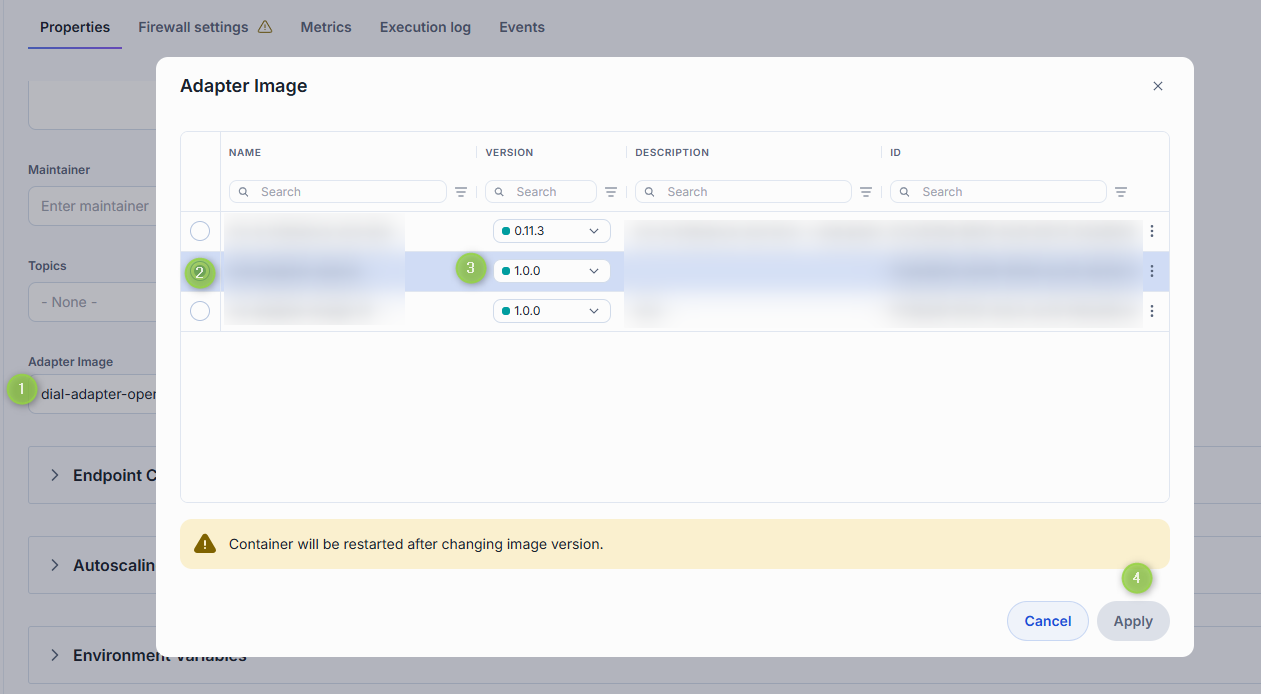 Properties
Firewall settings
Metrics
Execution log
Events
Adapter Image
NAME
VERSION
DESCRIPTION
ID
Search
Search
Search
Search
0.11.3
2
3
1.0.0
1.0.0
Maintainer
Enter maintainer
Topics
- None -
Adapter Image
1
dial-adapter-oper
Endpoint C
Autoscalin
Environment Variables
Container will be restarted after changing image version.
4
Cancel
Apply